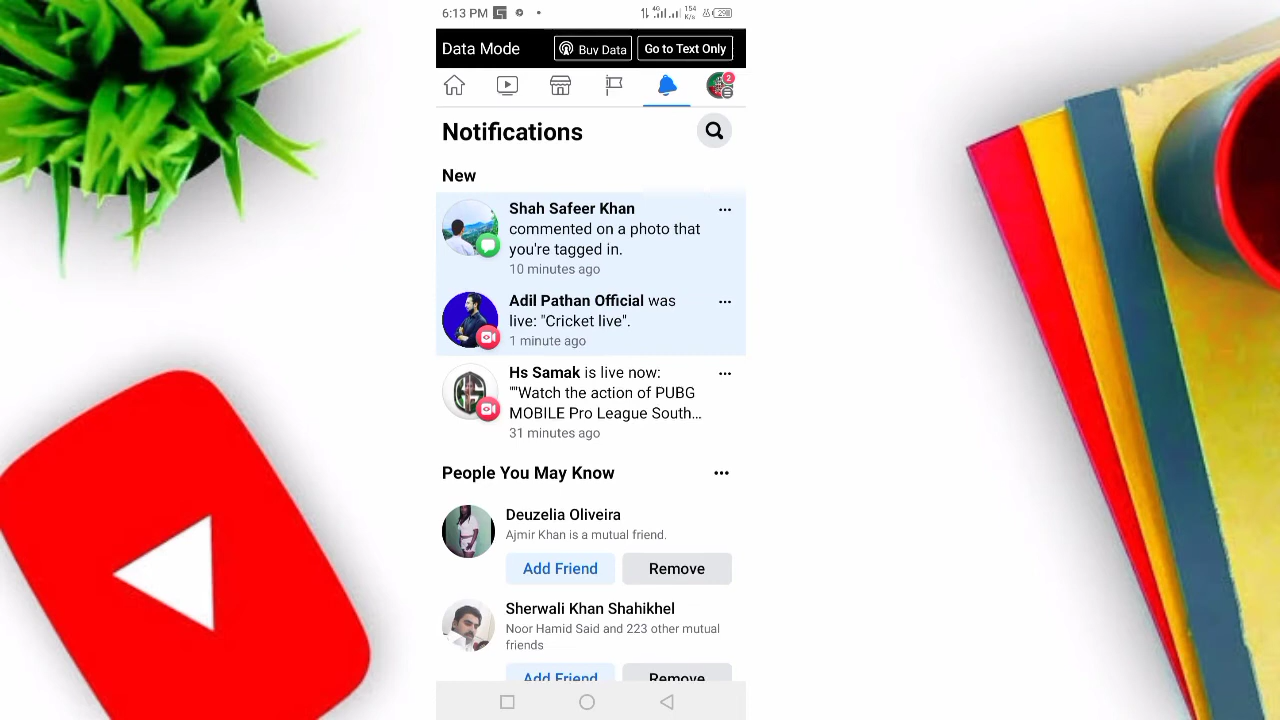 6:13 PM
4G
154
K/s
Data Mode
Buy Data
Go to Text Only
2
Notifications
New
Shah Safeer Khan
commented on a photo that
you're tagged in.
10 minutes ago
Adil Pathan Official was
live: "Cricket live".
1 minute ago
Hs Samak is live now:
""Watch the action of PUBG
MOBILE Pro League South...
31 minutes ago
People You May Know
Deuzelia Oliveira
Ajmir Khan is a mutual friend.
Add Friend
Remove
Sherwali Khan Shahikhel
Noor Hamid Said and 223 other mutual
friends
Add Friend
Remove